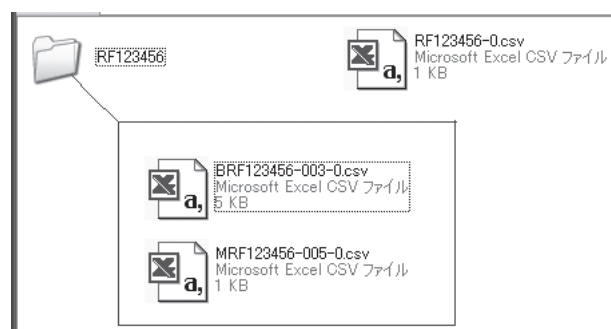 RF123456
RF123456-0.csv
Microsoft Excel CSV ファイル
1 KB
BRF123456-003-0.csv
Microsoft Excel CSV ファイル
5 KB
MRF123456-005-0.csv
Microsoft Excel CSV ファイル
1 KB